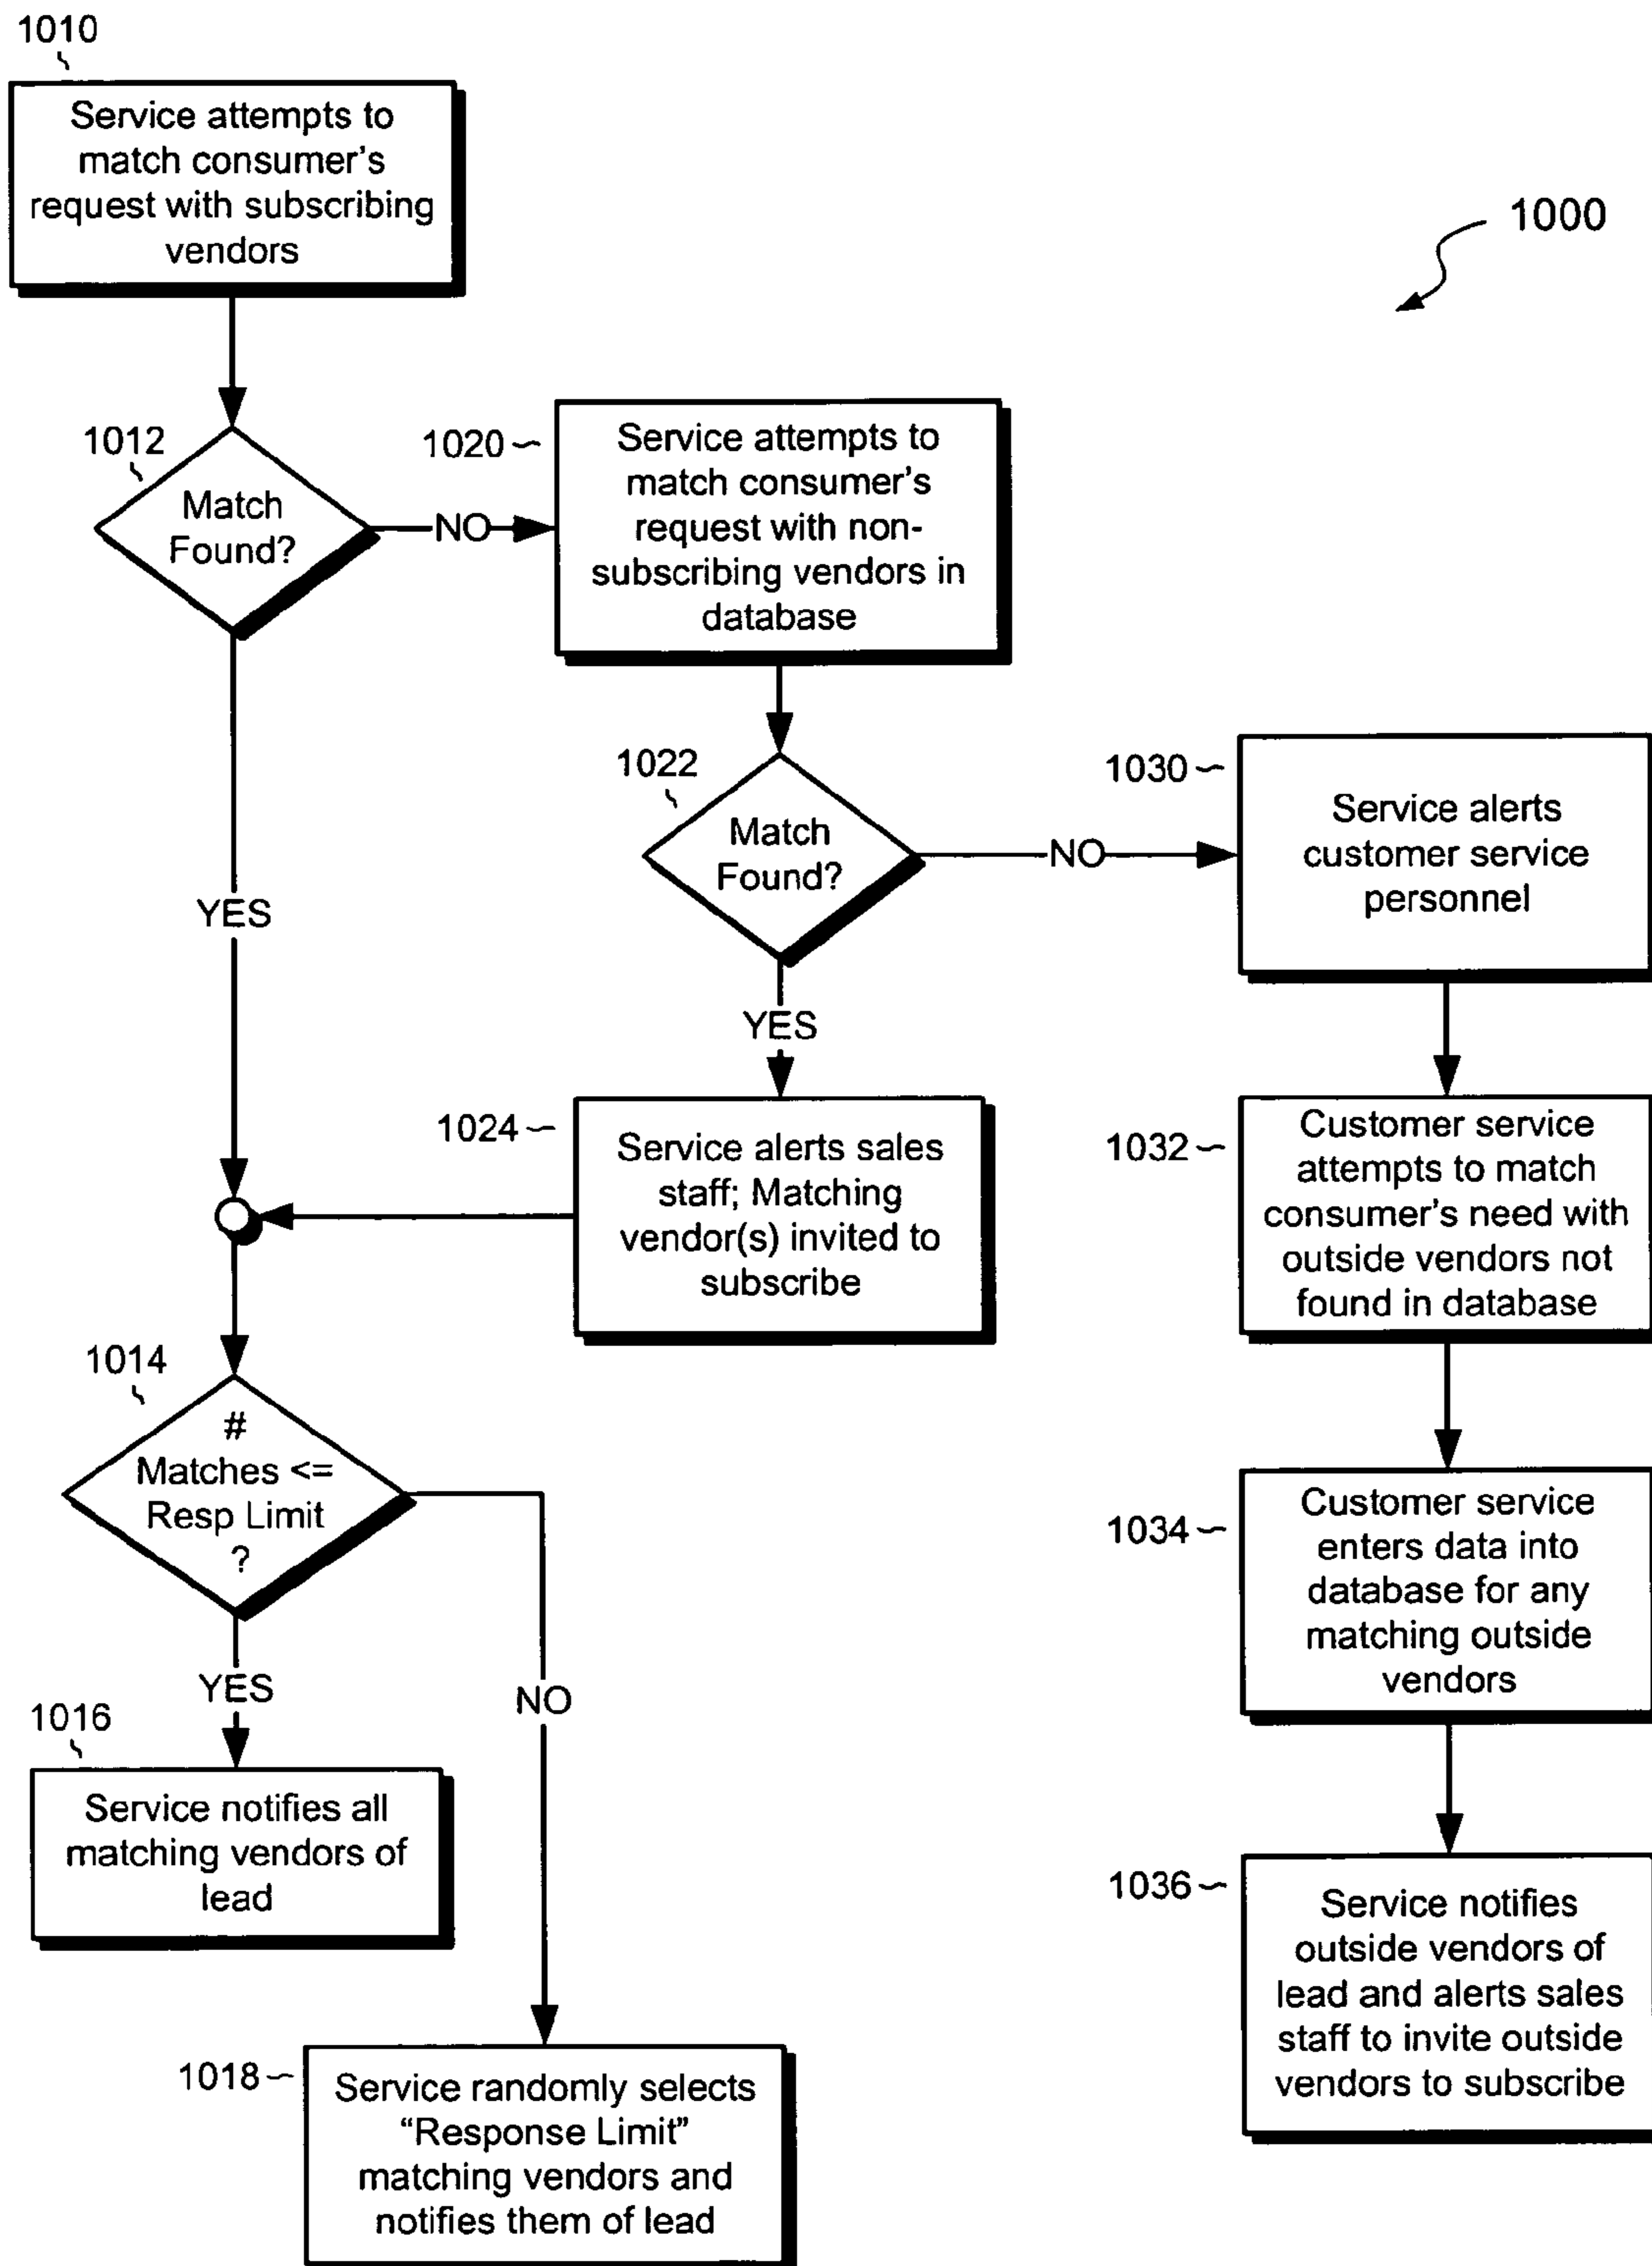 1010
Service attempts to
match consumer's
request with subscribing
vendors
1000
1012
Match
Found?
NO
1020
Service attempts to
match consumer's
request with non-
subscribing vendors in
database
YES
1022
Match
Found?
NO
1030
Service alerts
customer service
personnel
YES
1024
Service alerts sales
staff; Matching
vendor(s) invited to
subscribe
1032
Customer service
attempts to match
consumer's need with
outside vendors not
found in database
1014
#
Matches <=
Resp Limit
?
YES
NO
1034
Customer service
enters data into
database for any
matching outside
vendors
1016
Service notifies all
matching vendors of
lead
1036
Service notifies
outside vendors of
lead and alerts sales
staff to invite outside
vendors to subscribe
1018
Service randomly selects
“Response Limit”
matching vendors and
notifies them of lead